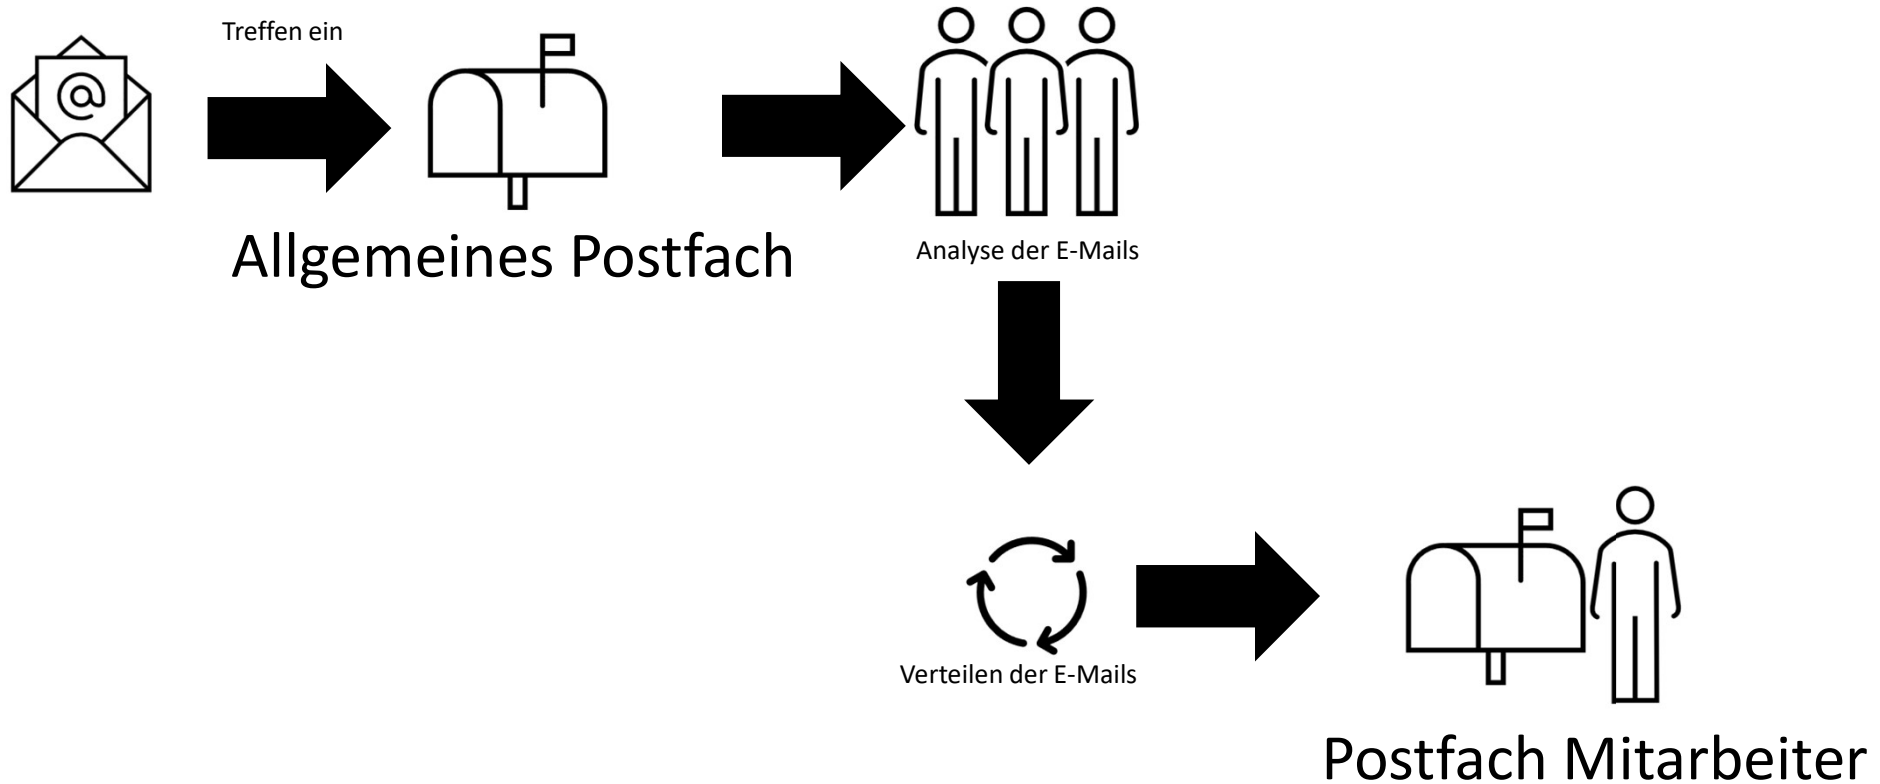 Treffen ein
@
Allgemeines Postfach
Analyse der E-Mails
Verteilen der E-Mails
Postfach Mitarbeiter